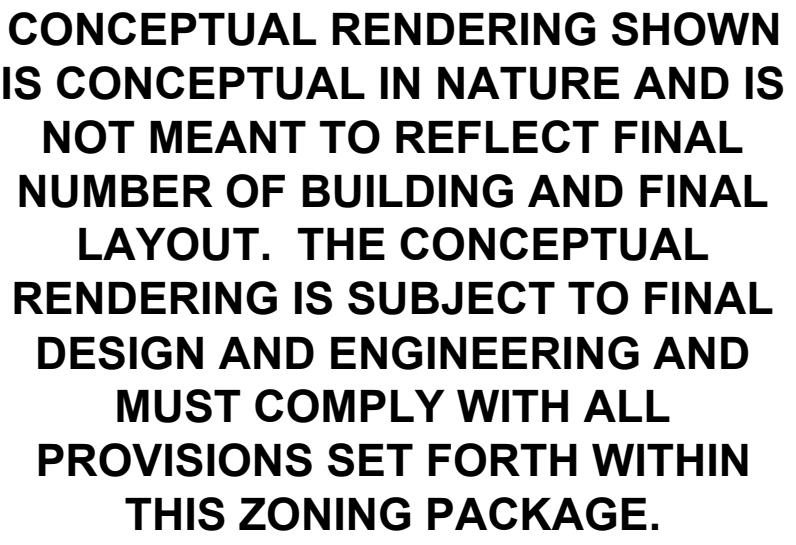 CONCEPTUAL RENDERING SHOWN
IS CONCEPTUAL IN NATURE AND IS
NOT MEANT TO REFLECT FINAL
NUMBER OF BUILDING AND FINAL
LAYOUT.  THE CONCEPTUAL
RENDERING IS SUBJECT TO FINAL
DESIGN AND ENGINEERING AND
MUST COMPLY WITH ALL
PROVISIONS SET FORTH WITHIN
THIS ZONING PACKAGE.